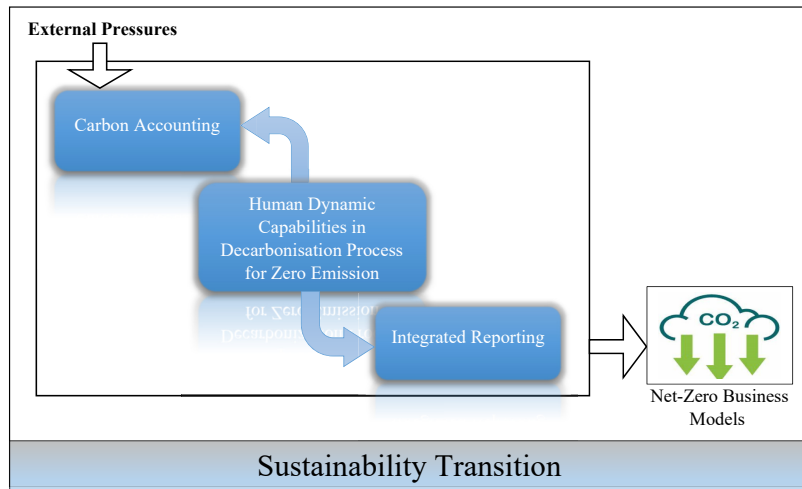 External Pressures
Carbon Accounting
Human Dynamic
Capabilities in
Decarbonisation Process
for Zero Emission
Integrated Reporting
CO₂
Net-Zero Business
Models
Sustainability Transition